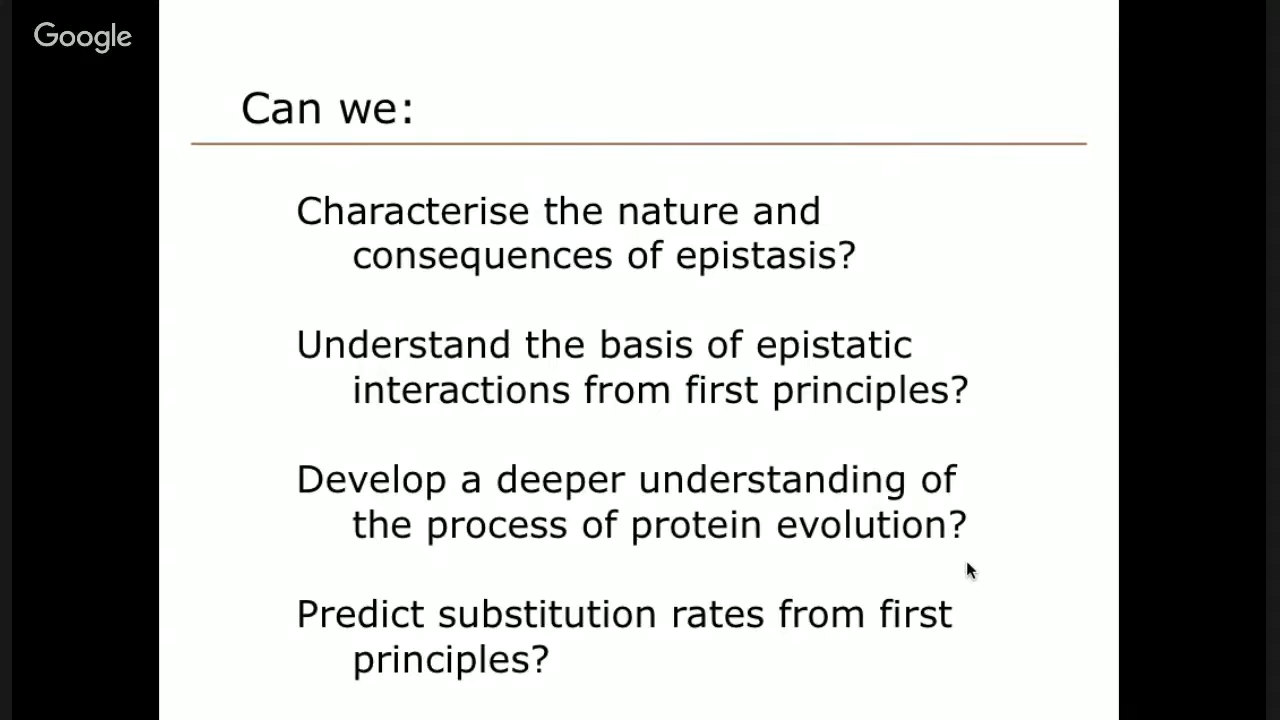 Google
Can we:
Characterise the nature and
consequences of epistasis?
Understand the basis of epistatic
interactions from first principles?
Develop a deeper understanding of
the process of protein evolution?
Predict substitution rates from first
principles?